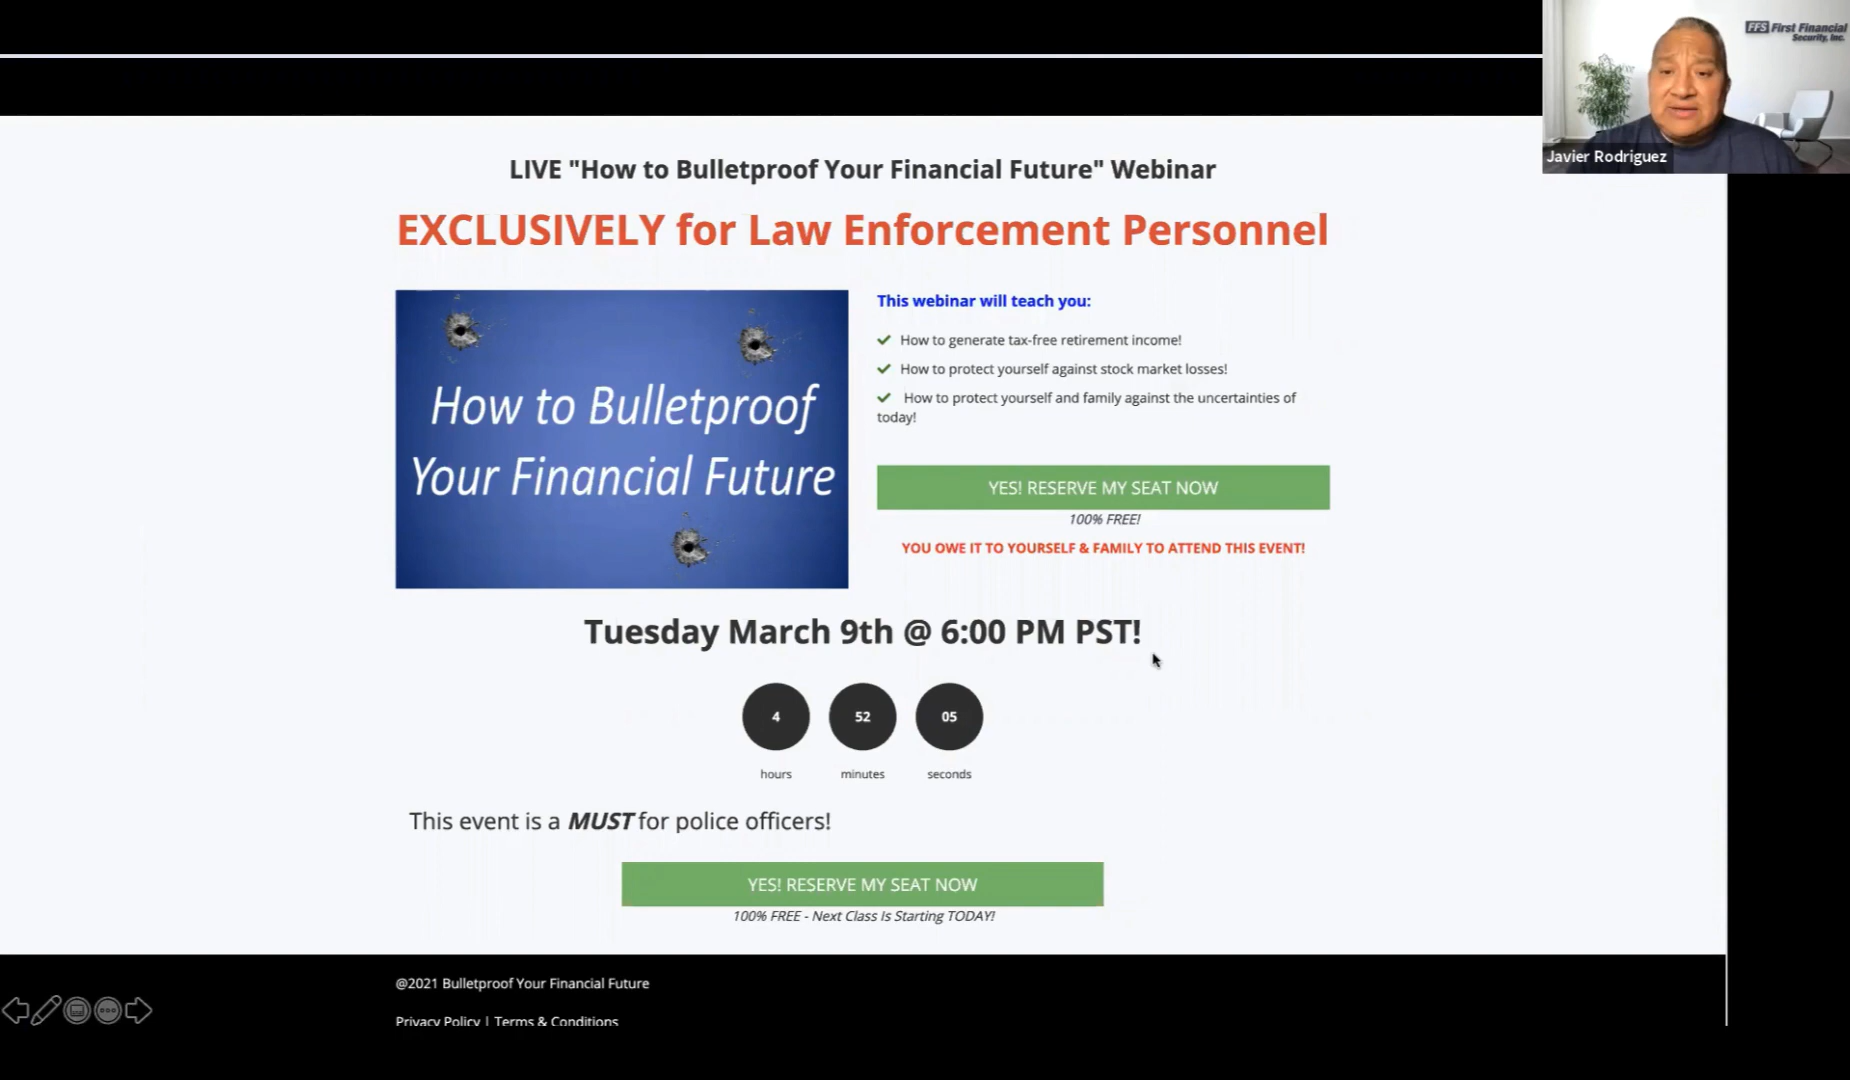 FFS First Financial
Security, Inc.
Javier Rodriguez
LIVE "How to Bulletproof Your Financial Future" Webinar
EXCLUSIVELY for Law Enforcement Personnel
How to Bulletproof
Your Financial Future
This webinar will teach you:
How to generate tax-free retirement income!
How to protect yourself against stock market losses!
How to protect yourself and family against the uncertainties of
today!
YES! RESERVE MY SEAT NOW
100% FREE!
YOU OWE IT TO YOURSELF & FAMILY TO ATTEND THIS EVENT!
Tuesday March 9th @ 6:00 PM PST!
4 52 05
hours minutes seconds
This event is a MUST for police officers!
YES! RESERVE MY SEAT NOW
100% FREE - Next Class Is Starting TODAY!
@2021 Bulletproof Your Financial Future
Privacy Policy | Terms & Conditions